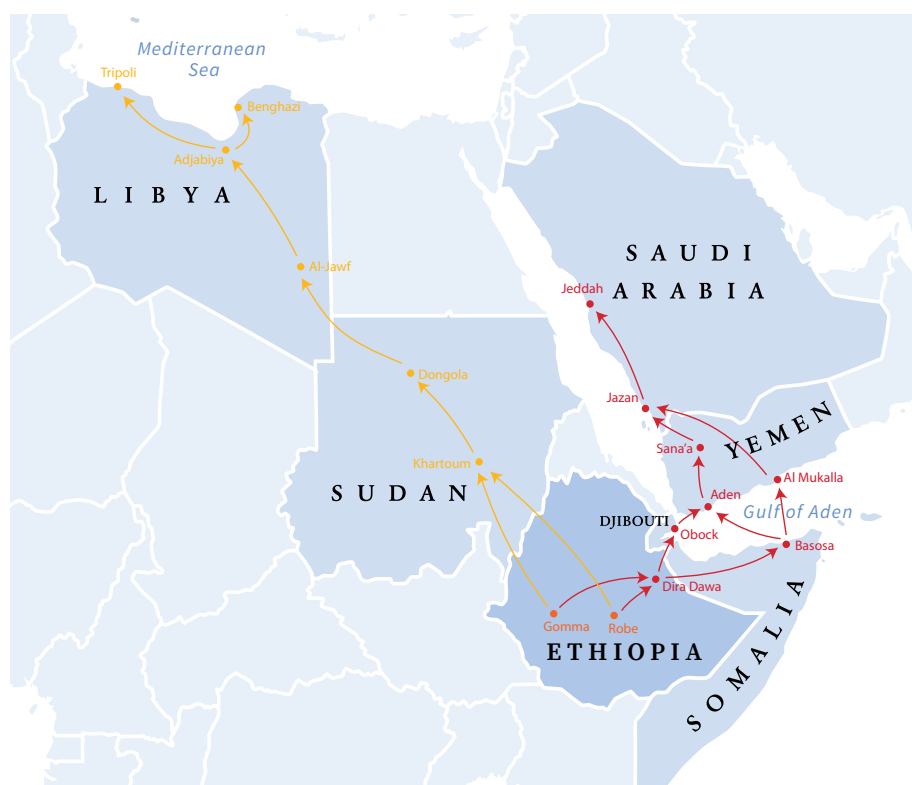 Mediterranean
Sea
Tripoli
Benghazi
Adjabiya
LIBYA
SAUDI
ARABIA
Al-Jawf
Jeddah
Dongola
Jazan
YEMEN
Sana'a
Khartoum
Al Mukalla
SUDAN
Aden
Gulf of Aden
DJIBOUTI
Obock
Basosa
Dira Dawa
Gomma
Robe
ETHIOPIA
SOMALIA